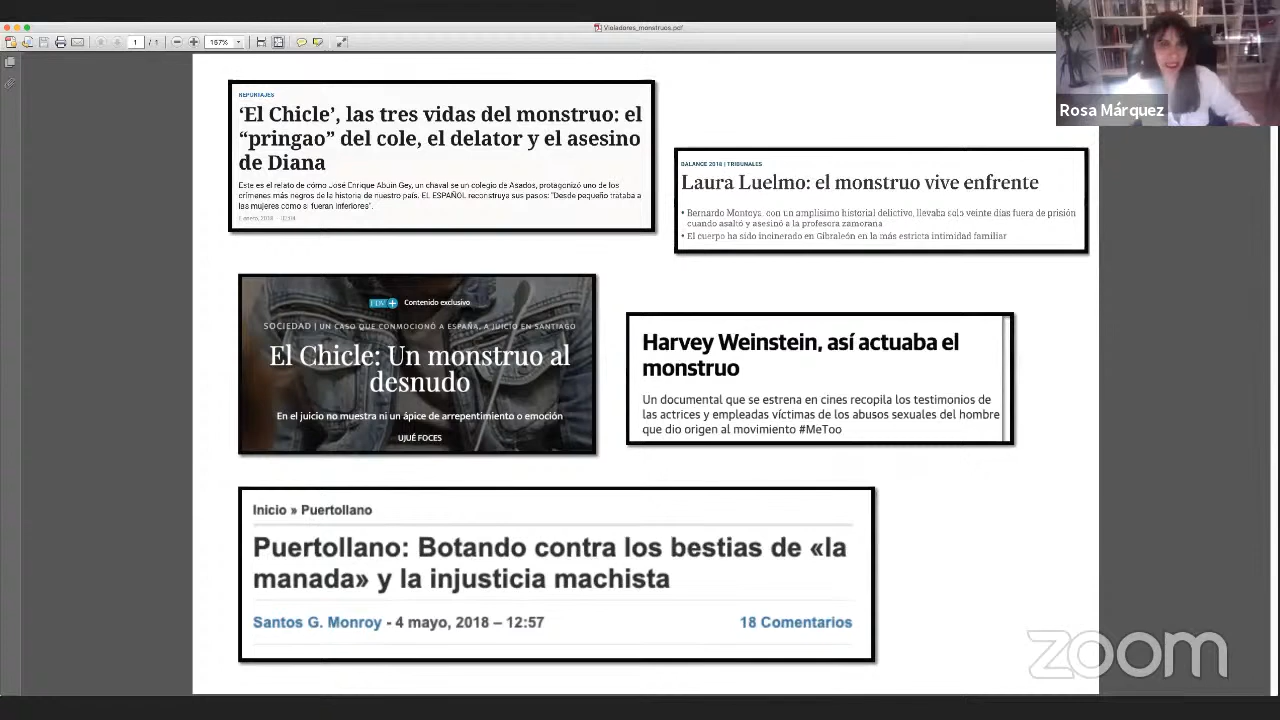 Violadores_monstruos.pdf
1 / 1
167%
Rosa Márquez
REPORTAJES
‘El Chicle’, las tres vidas del monstruo: el
“pringao” del cole, el delator y el asesino
de Diana
Este es el relato de cómo José Enrique Abuín Gey, un chaval se un colegio de Asados, protagonizó uno de los
crímenes más negros de la historia de nuestro país. EL ESPAÑOL reconstruye sus pasos: "Desde pequeño trataba a
las mujeres como si fueran inferiores".
enero, 2018 - 02:04
BALANCE 2018 | TRIBUNALES
Laura Luelmo: el monstruo vive enfrente
• Bernardo Montoya, con un amplísimo historial delictivo, llevaba solo veinte días fuera de prisión
cuando asaltó y asesinó a la profesora zamorana
• El cuerpo ha sido incinerado en Gibraleón en la más estricta intimidad familiar
FDV + Contenido exclusivo
SOCIEDAD | UN CASO QUE CONMOCIONÓ A ESPAÑA, A JUICIO EN SANTIAGO
El Chicle: Un monstruo al
desnudo
En el juicio no muestra ni un ápice de arrepentimiento o emoción
UJUÉ FOCES
Harvey Weinstein, así actuaba el
monstruo
Un documental que se estrena en cines recopila los testimonios de
las actrices y empleadas víctimas de los abusos sexuales del hombre
que dio origen al movimiento #MeToo
Inicio » Puertollano
Puertollano: Botando contra los bestias de «la
manada» y la injusticia machista
Santos G. Monroy - 4 mayo, 2018 – 12:57
18 Comentarios
zoom